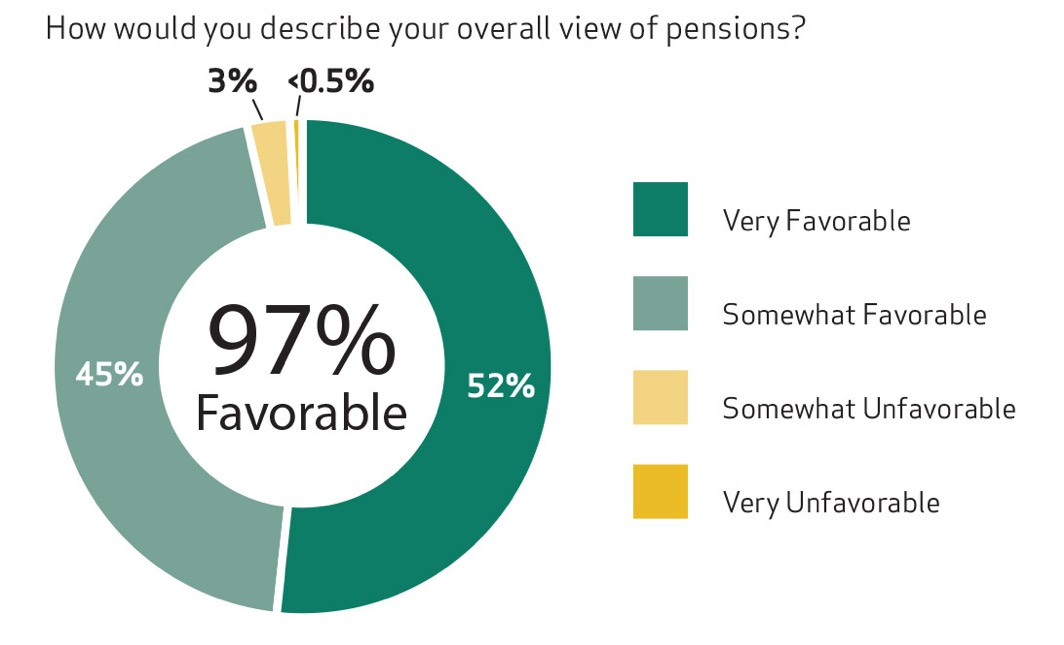 How would you describe your overall view of pensions?
3%
<0.5%
97%
Favorable
45%
52%
Very Favorable
Somewhat Favorable
Somewhat Unfavorable
Very Unfavorable